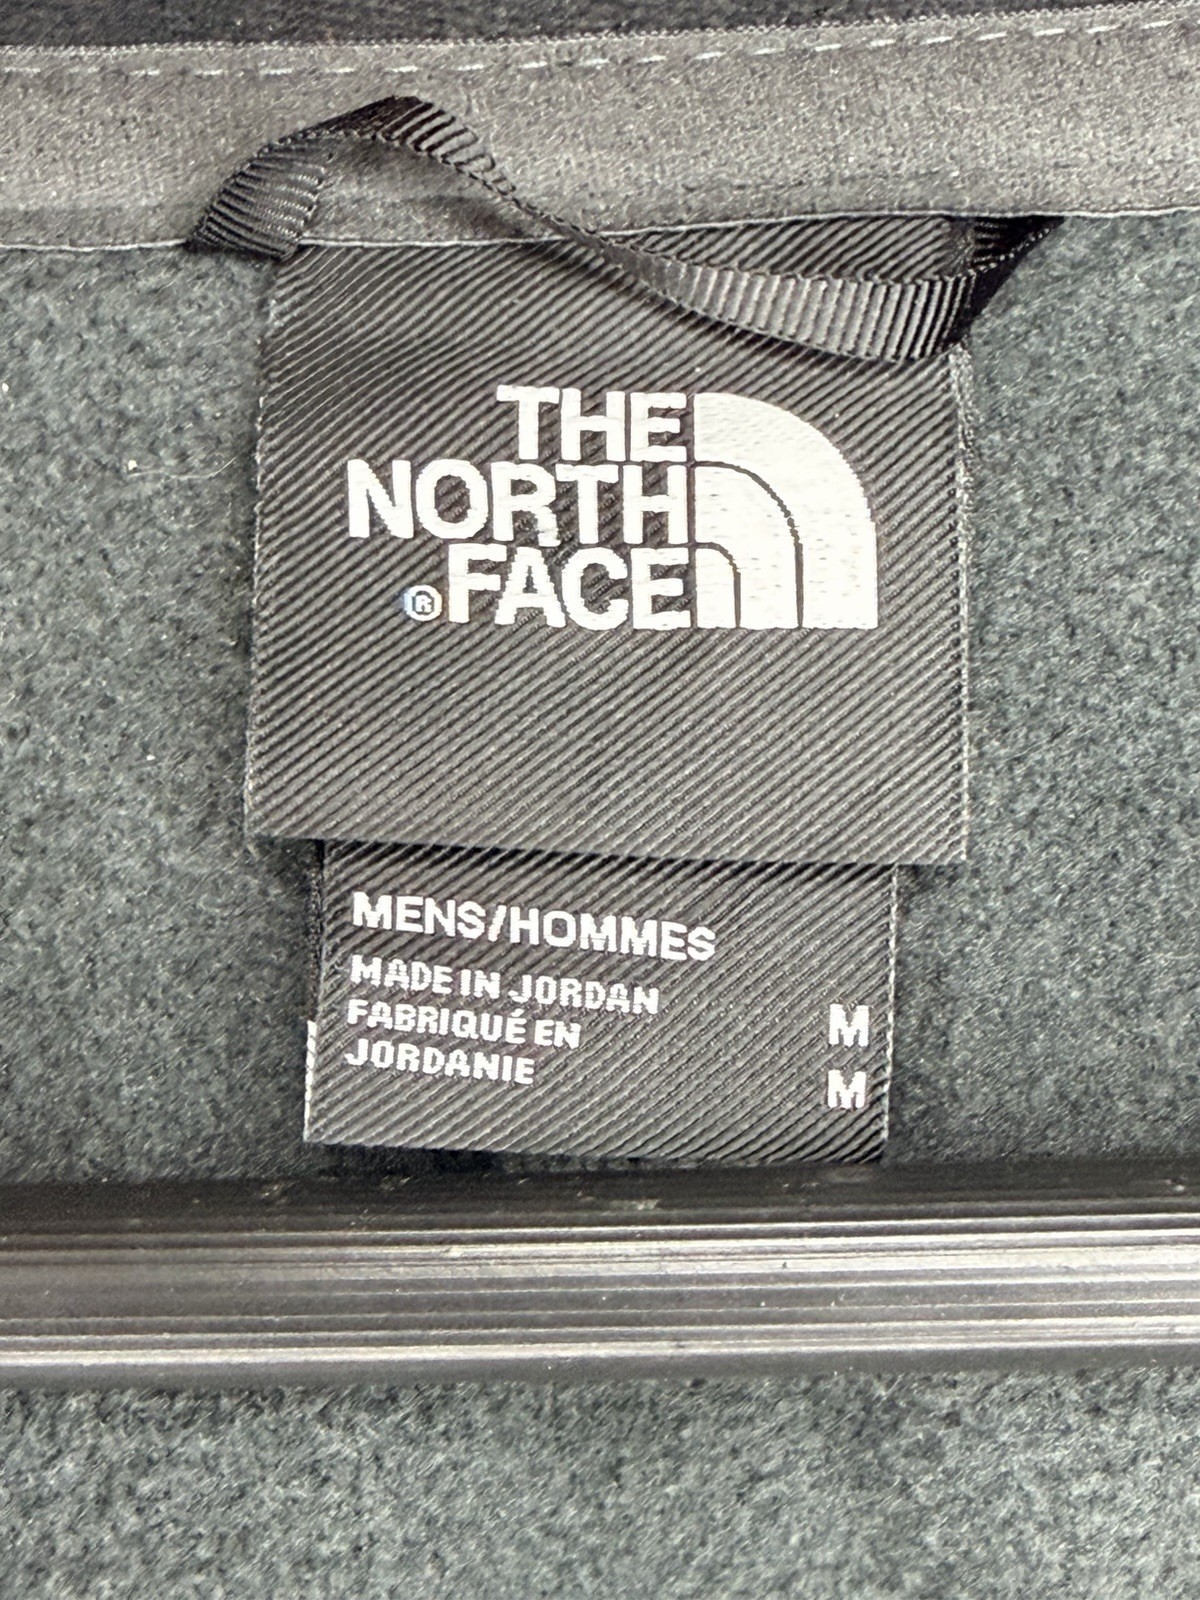 THE
NORTH
®FACE
MENS/HOMMES
MADE IN JORDAN
FABRIQUÉ EN
JORDANIE
M
M